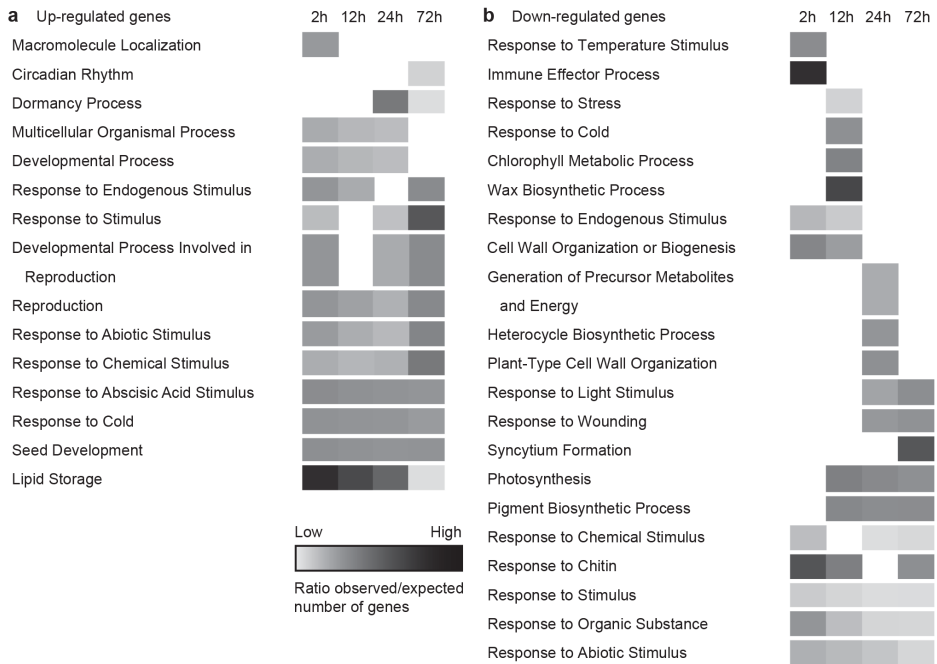 a Up-regulated genes 2h 12h 24h 72h
Macromolecule Localization
Circadian Rhythm
Dormancy Process
Multicellular Organismal Process
Developmental Process
Response to Endogenous Stimulus
Response to Stimulus
Developmental Process Involved in
Reproduction
Reproduction
Response to Abiotic Stimulus
Response to Chemical Stimulus
Response to Abscisic Acid Stimulus
Response to Cold
Seed Development
Lipid Storage
Low High
Ratio observed/expected
number of genes
b Down-regulated genes 2h 12h 24h 72h
Response to Temperature Stimulus
Immune Effector Process
Response to Stress
Response to Cold
Chlorophyll Metabolic Process
Wax Biosynthetic Process
Response to Endogenous Stimulus
Cell Wall Organization or Biogenesis
Generation of Precursor Metabolites
and Energy
Heterocycle Biosynthetic Process
Plant-Type Cell Wall Organization
Response to Light Stimulus
Response to Wounding
Syncytium Formation
Photosynthesis
Pigment Biosynthetic Process
Response to Chemical Stimulus
Response to Chitin
Response to Stimulus
Response to Organic Substance
Response to Abiotic Stimulus